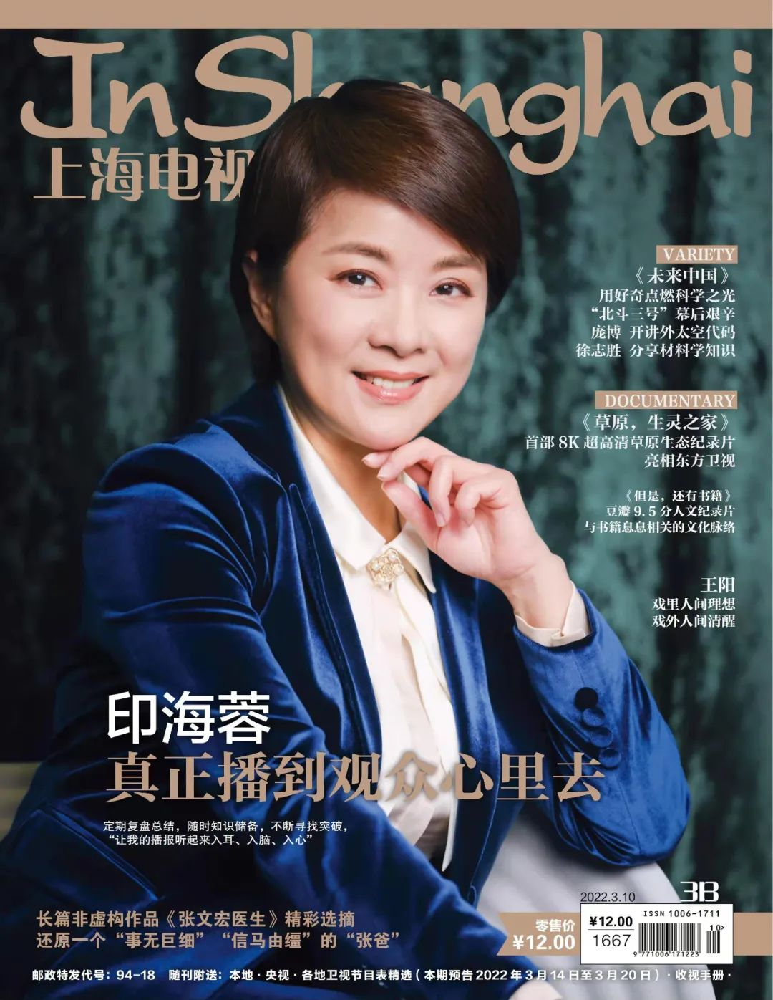 In Shanghai
上海电视
VARIETY
《未来中国》
用好奇点燃科学之光
“北斗三号”幕后艰辛
庞博 开讲外太空代码
徐志胜 分享材料学知识
DOCUMENTARY
《草原，生灵之家》
首部 8K 超高清草原生态纪录片
亮相东方卫视
《但是，还有书籍》
豆瓣 9.5 分人文纪录片
与书籍息息相关的文化脉络
王阳
戏里人间理想
戏外人间清醒
印海蓉
真正播到观众心里去
定期复盘总结，随时知识储备，不断寻找突破，
“让我的播报听起来入耳、入脑、入心”
长篇非虚构作品《张文宏医生》精彩选摘
还原一个“事无巨细”“信马由缰”的“张爸”
2022.3.10
3B
零售价
¥12.00
¥12.00
1667
ISSN 1006-1711
10>
9 771006 171223
邮政特发代号：94-18 随刊附送：本地·央视·各地卫视节目表精选（本期预告2022年3月14日至3月20日）·收视手册·